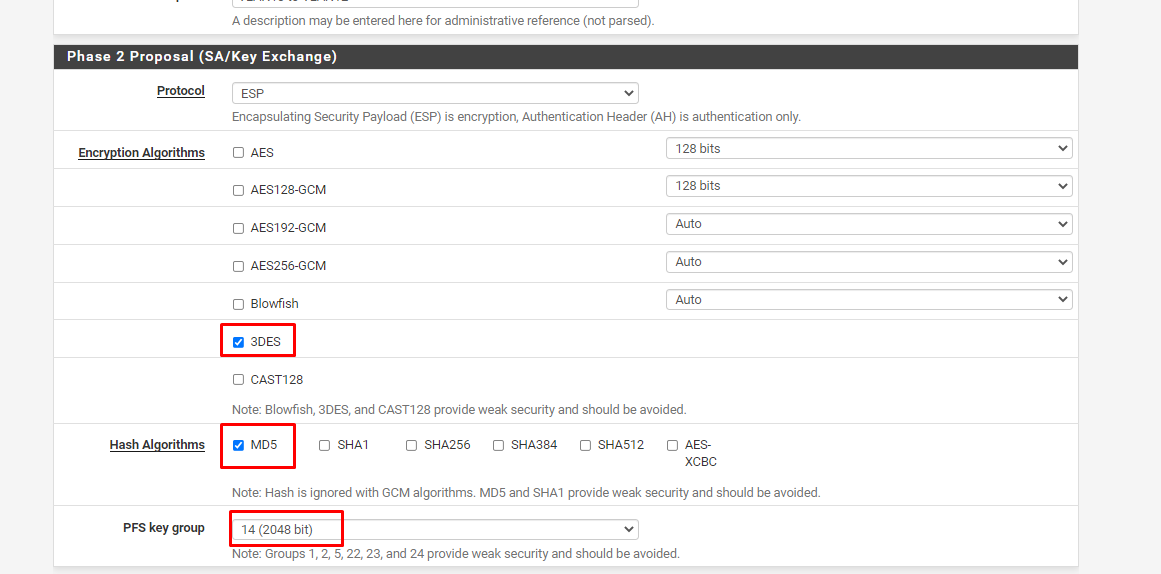 A description may be entered here for administrative reference (not parsed).
Phase 2 Proposal (SA/Key Exchange)
Protocol
ESP
Encapsulating Security Payload (ESP) is encryption, Authentication Header (AH) is authentication only.
Encryption Algorithms
AES
128 bits
AES128-GCM
128 bits
AES192-GCM
Auto
AES256-GCM
Auto
Blowfish
Auto
3DES
CAST128
Note: Blowfish, 3DES, and CAST128 provide weak security and should be avoided.
Hash Algorithms
MD5
SHA1
SHA256
SHA384
SHA512
AES-
XCBC
Note: Hash is ignored with GCM algorithms. MD5 and SHA1 provide weak security and should be avoided.
PFS key group
14 (2048 bit)
Note: Groups 1, 2, 5, 22, 23, and 24 provide weak security and should be avoided.